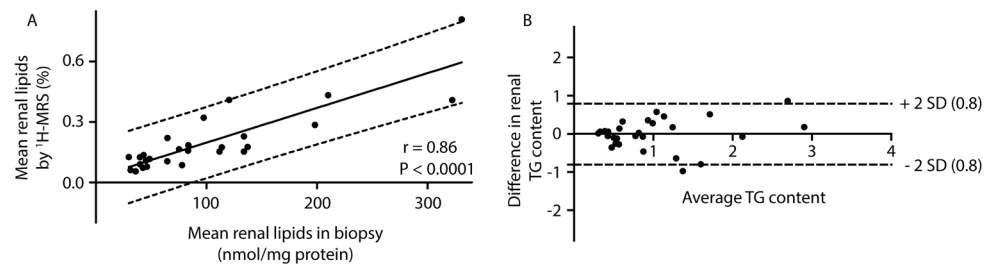 A
Mean renal lipids
by ¹H-MRS (%)
0.6
0.3
0.0
r = 0.86
P < 0.0001
100
200
300
Mean renal lipids in biopsy
(nmol/mg protein)
B
Difference in renal
TG content
2
1
0
-1
-2
+ 2 SD (0.8)
1
2
3
4
- 2 SD (0.8)
Average TG content